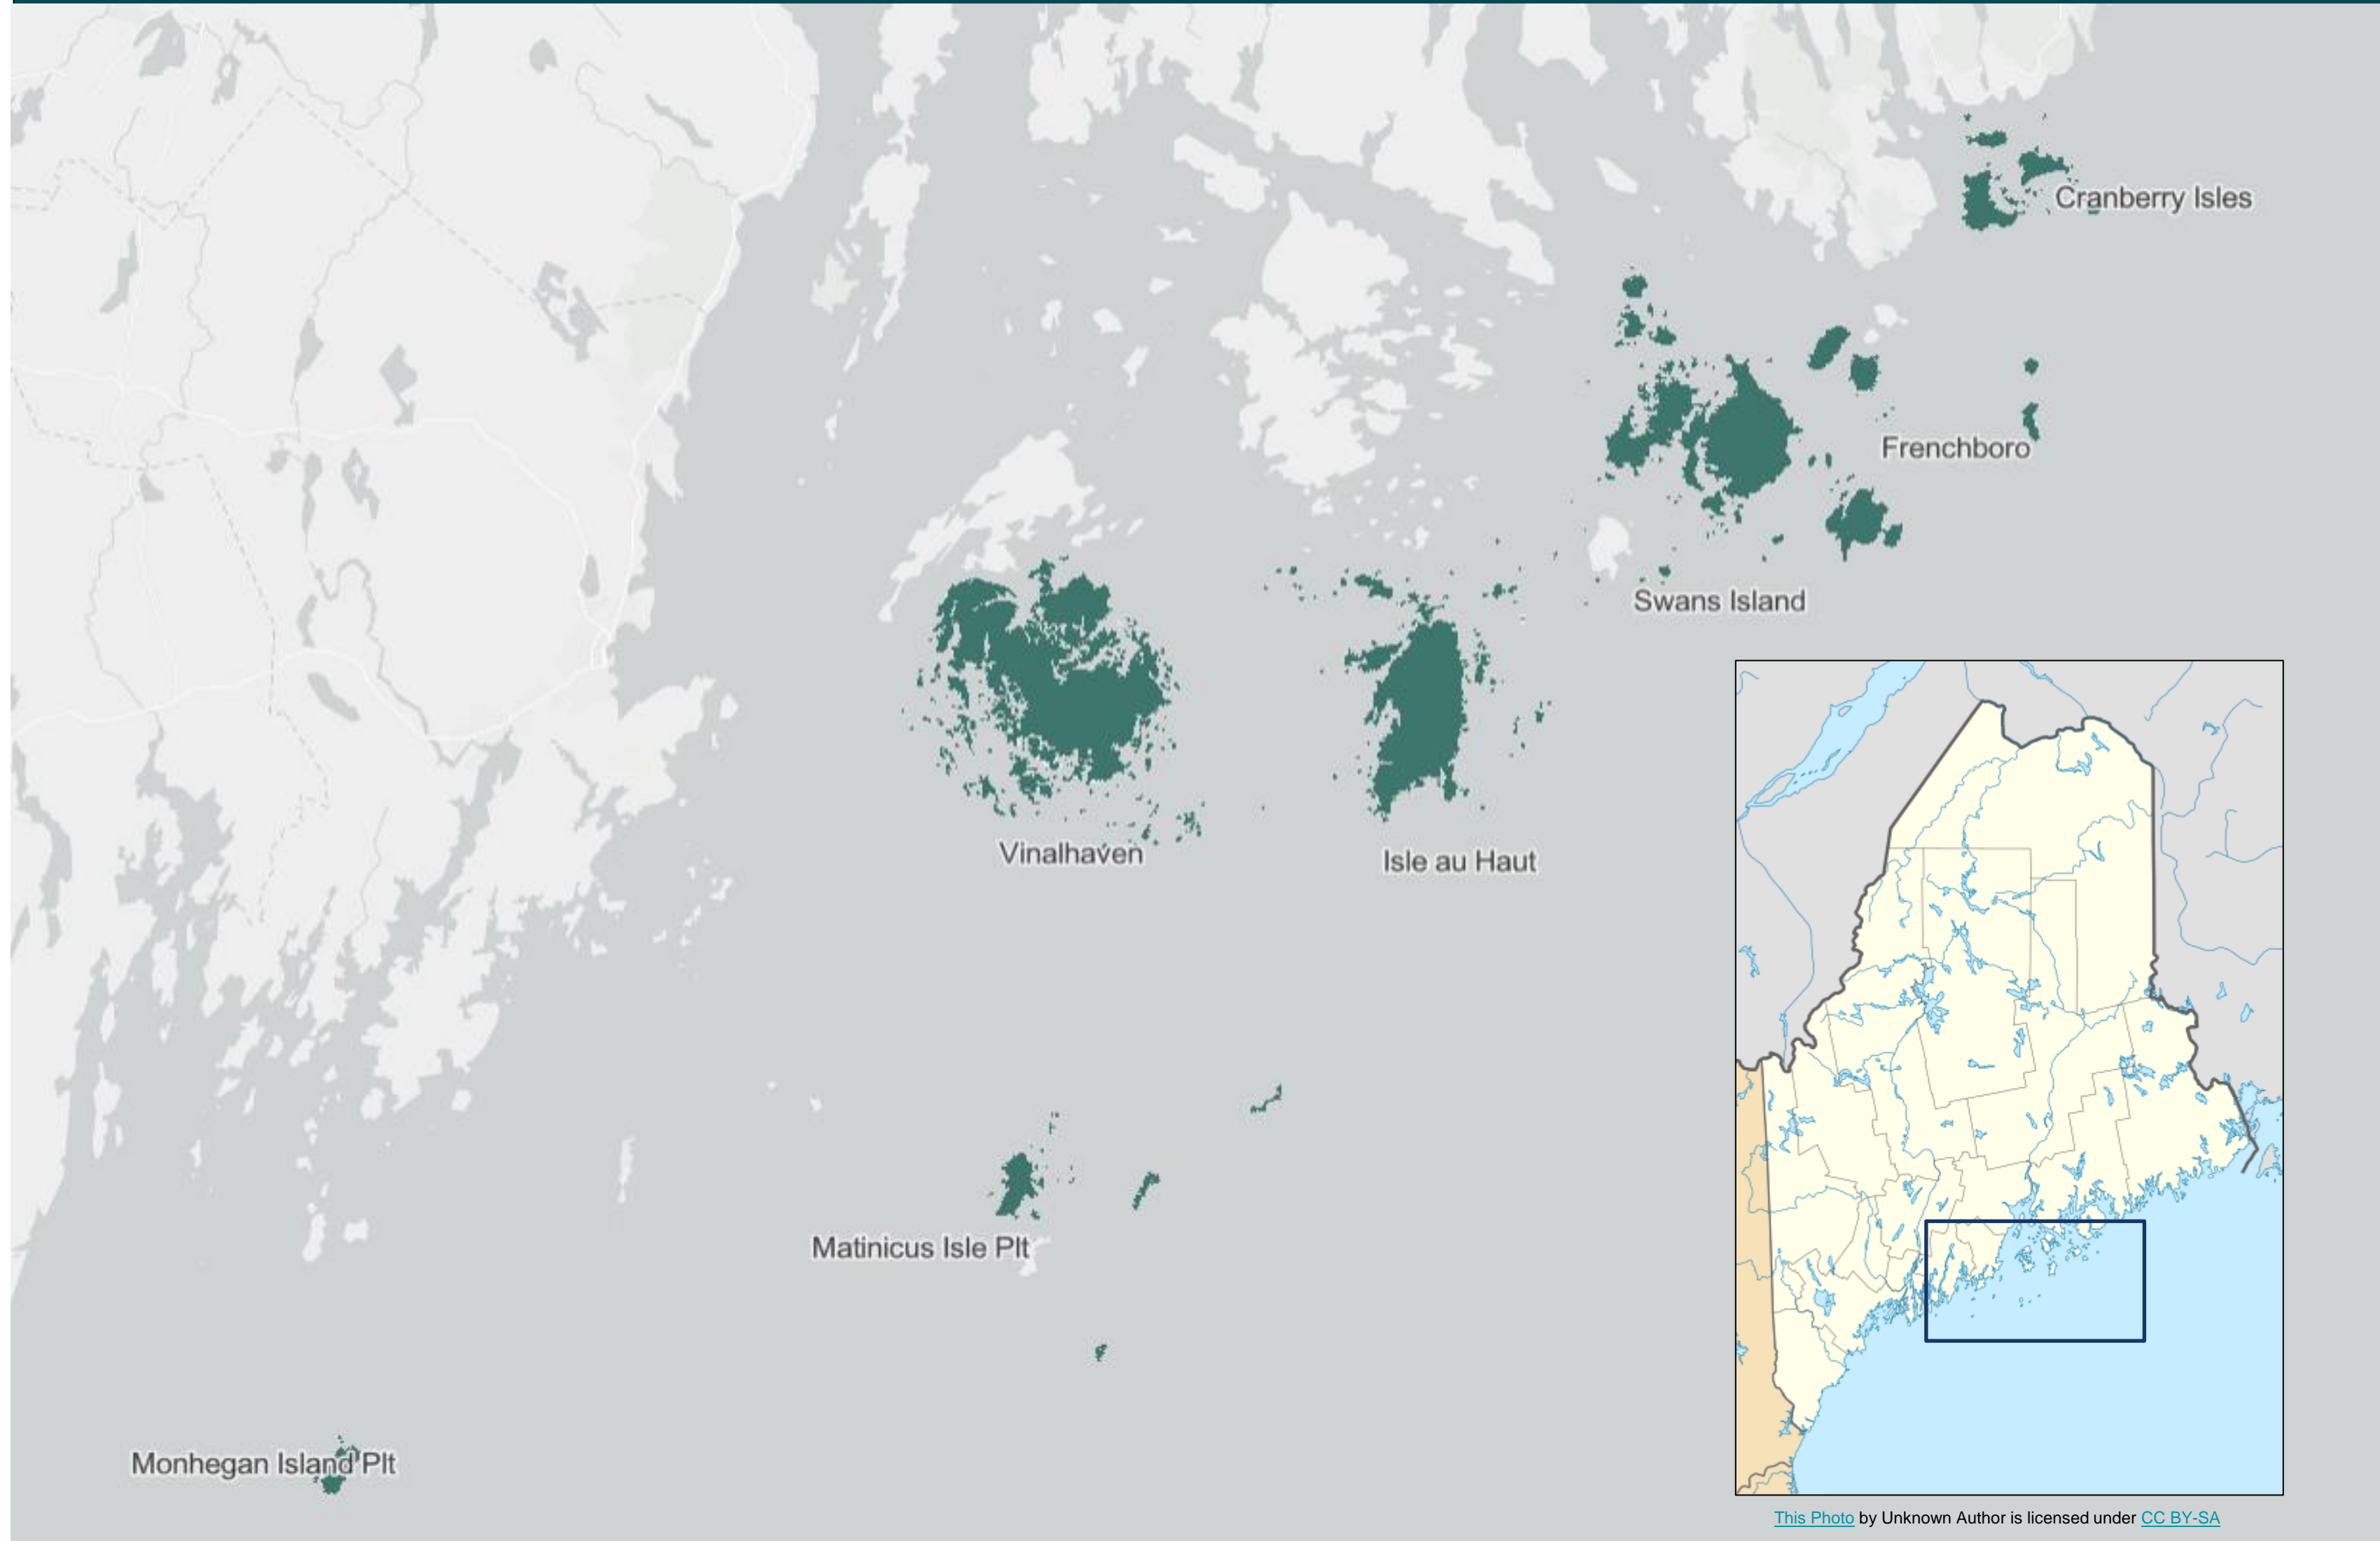 Cranberry Isles
Frenchboro
Swans Island
Vinalhaven
Isle au Haut
Matinicus Isle Plt
Monhegan Island Plt
This Photo by Unknown Author is licensed under CC BY-SA